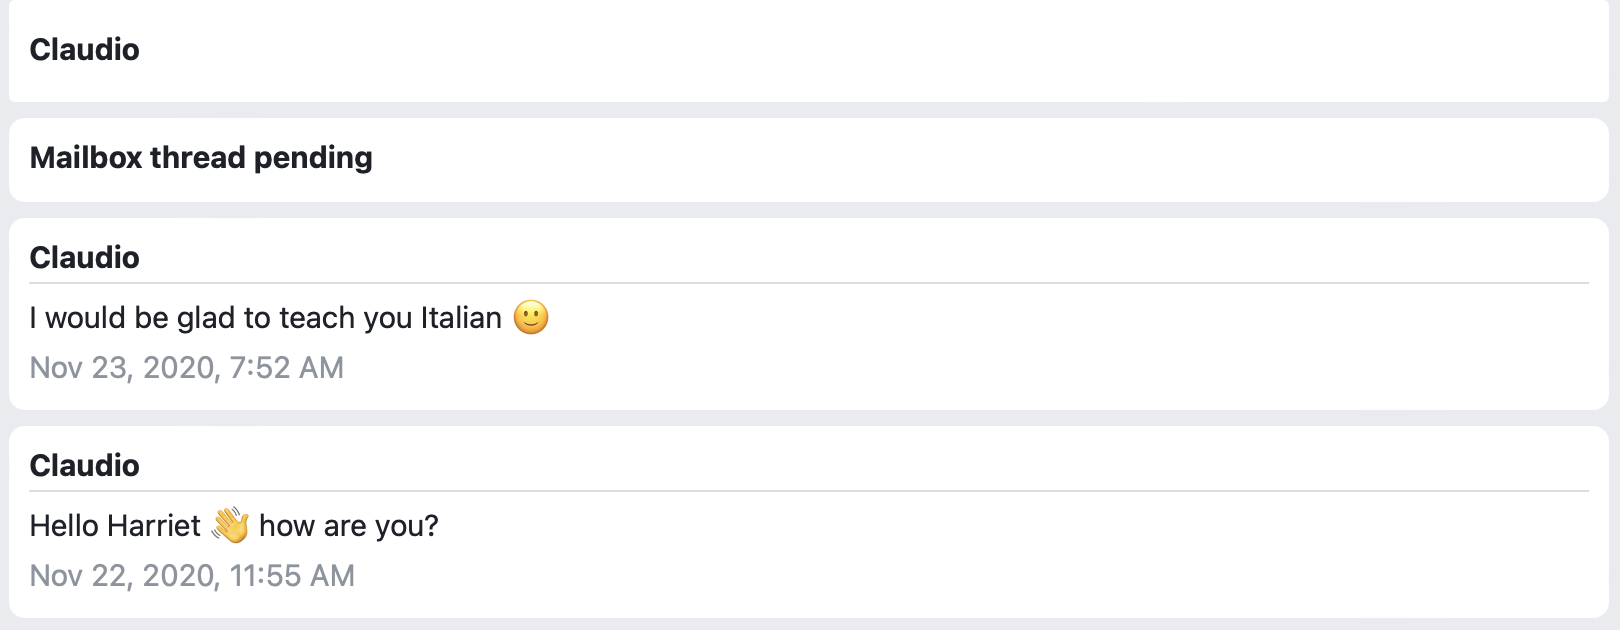 Claudio
Mailbox thread pending
Claudio
I would be glad to teach you Italian 🙂
Nov 23, 2020, 7:52 AM
Claudio
Hello Harriet 👋 how are you?
Nov 22, 2020, 11:55 AM